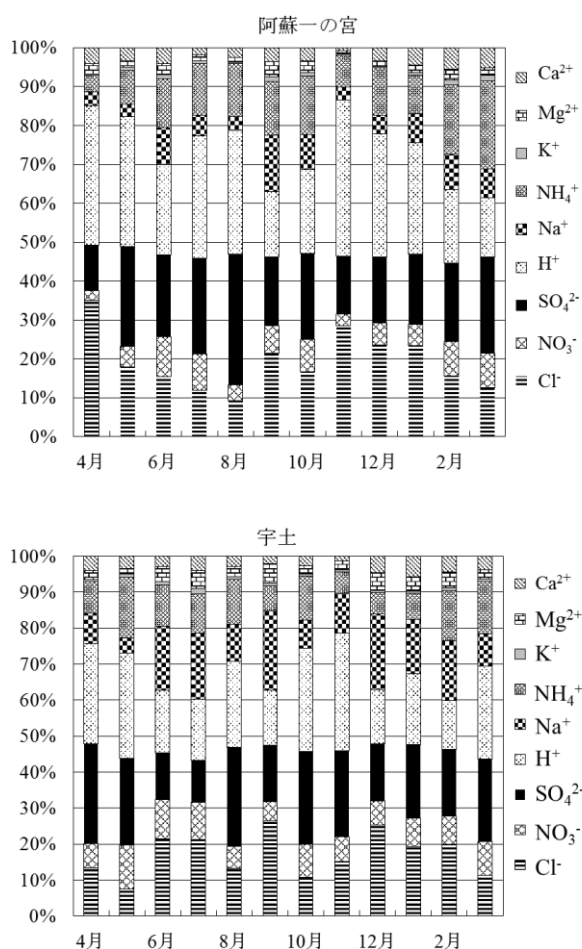 阿蘇一の宮
100%
90%
80%
70%
60%
50%
40%
30%
20%
10%
0%
4月 6月 8月 10月 12月 2月
Ca²⁺
Mg²⁺
K⁺
NH₄⁺
Na⁺
H⁺
SO₄²⁻
NO₃⁻
Cl⁻
宇土
100%
90%
80%
70%
60%
50%
40%
30%
20%
10%
0%
4月 6月 8月 10月 12月 2月
Ca²⁺
Mg²⁺
K⁺
NH₄⁺
Na⁺
H⁺
SO₄²⁻
NO₃⁻
Cl⁻